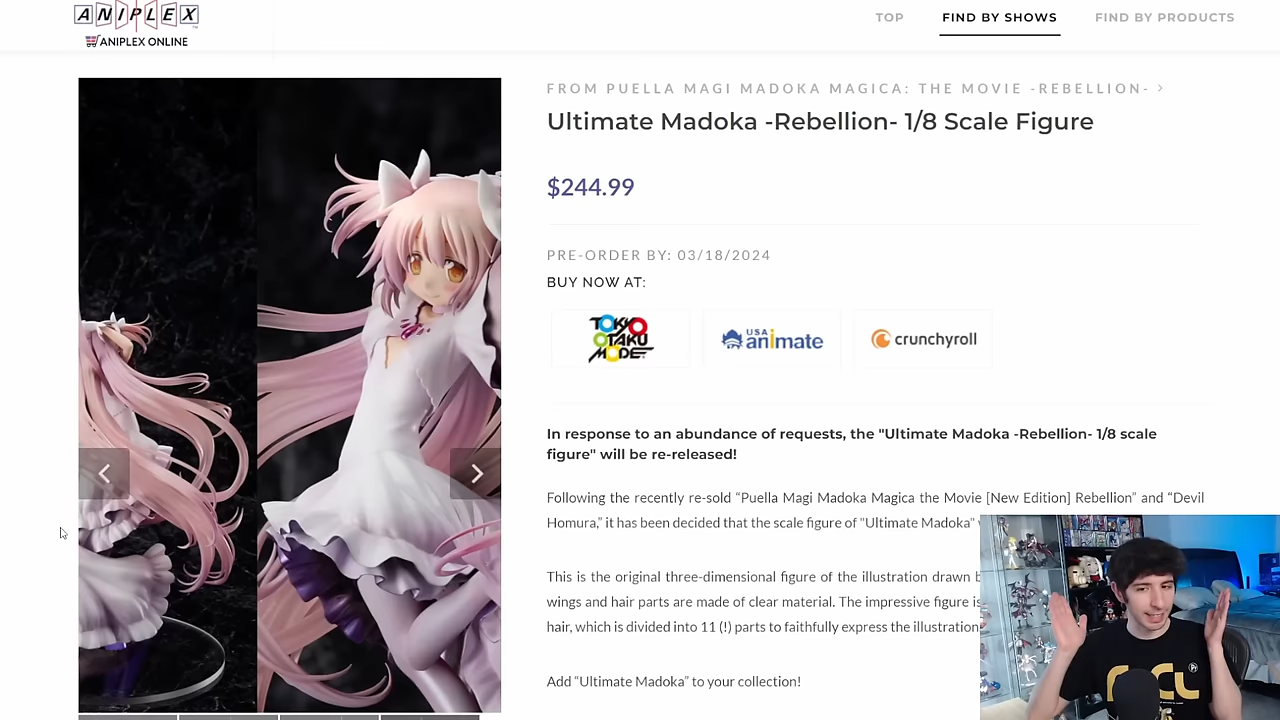 ANIPLEX
ANIPLEX ONLINE
TOP
FIND BY SHOWS
FIND BY PRODUCTS
FROM PUELLA MAGI MADOKA MAGICA: THE MOVIE -REBELLION- >
Ultimate Madoka -Rebellion- 1/8 Scale Figure
$244.99
PRE-ORDER BY: 03/18/2024
BUY NOW AT:
TOKYO
OTAKU
MODE
USA
animate
crunchyroll
In response to an abundance of requests, the "Ultimate Madoka -Rebellion- 1/8 scale
figure" will be re-released!
Following the recently re-sold “Puella Magi Madoka Magica the Movie [New Edition] Rebellion” and “Devil
Homura,” it has been decided that the scale figure of "Ultimate Madoka"
This is the original three-dimensional figure of the illustration drawn
wings and hair parts are made of clear material. The impressive figure is
hair, which is divided into 11 (!) parts to faithfully express the illustration
Add “Ultimate Madoka” to your collection!